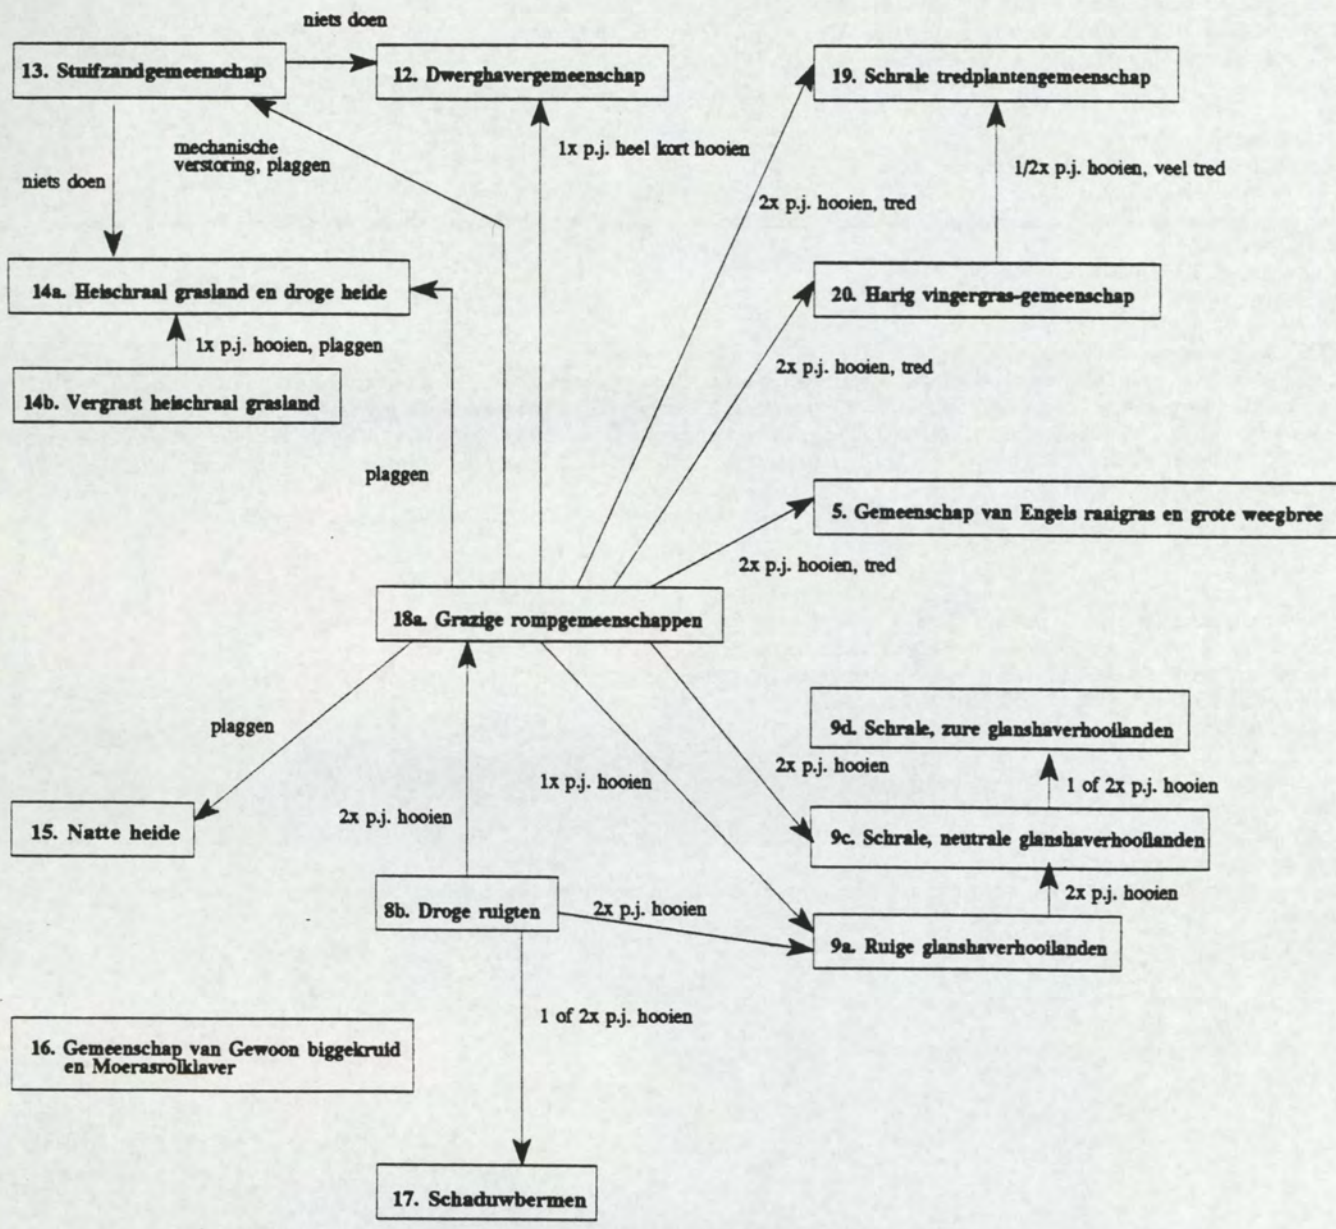 niets doen
13. Stuifzandgemeenschap
12. Dwerghavergemeenschap
19. Schrale tredplantengemeenschap
mechanische
verstoring, plaggen
1x p.j. heel kort hooien
1/2x p.j. hooien, veel tred
niets doen
2x p.j. hooien, tred
14a. Heischraal grasland en droge heide
20. Harig vingergras-gemeenschap
1x p.j. hooien, plaggen
2x p.j. hooien, tred
14b. Vergrast heischraal grasland
plaggen
5. Gemeenschap van Engels raaigras en grote weegbree
2x p.j. hooien, tred
18a. Grazige rompgemeenschappen
plaggen
9d. Schrale, zure glanshaverhooilanden
2x p.j. hooien
1x p.j. hooien
1 of 2x p.j. hooien
2x p.j. hooien
15. Natte heide
9c. Schrale, neutrale glanshaverhooilanden
2x p.j. hooien
8b. Droge ruigten
2x p.j. hooien
9a. Ruige glanshaverhooilanden
1 of 2x p.j. hooien
16. Gemeenschap van Gewoon biggekruid
en Moerasrolklaver
17. Schaduwbermen